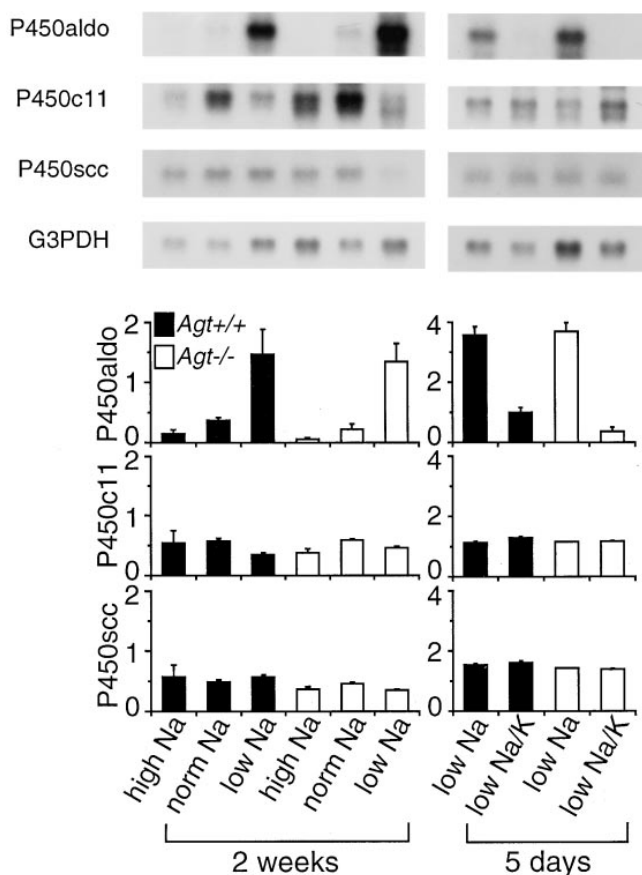 P450aldo
P450c11
P450scc
G3PDH
Agt+/+
Agt-/-
P450aldo
2
1
0
4
2
0
P450c11
2
1
0
4
2
0
P450scc
2
1
0
4
2
0
high Na
norm Na
low Na
high Na
norm Na
low Na
low Na
low Na/K
low Na
low Na/K
2 weeks
5 days